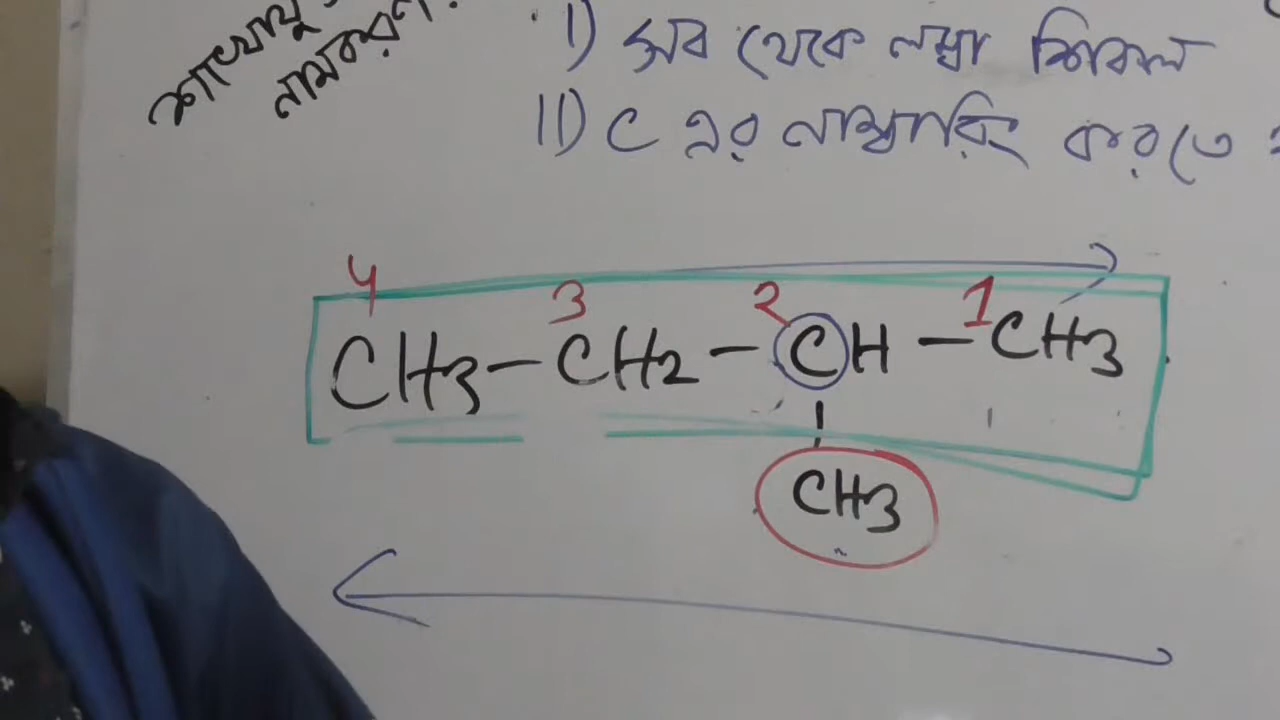 শাখাযু
নামকরণ
I) সব থেকে লম্বা শিকল
II) C এর নাম্বারিং করতে
4 3 2 1
CH3 - CH2 - CH - CH3
|
CH3